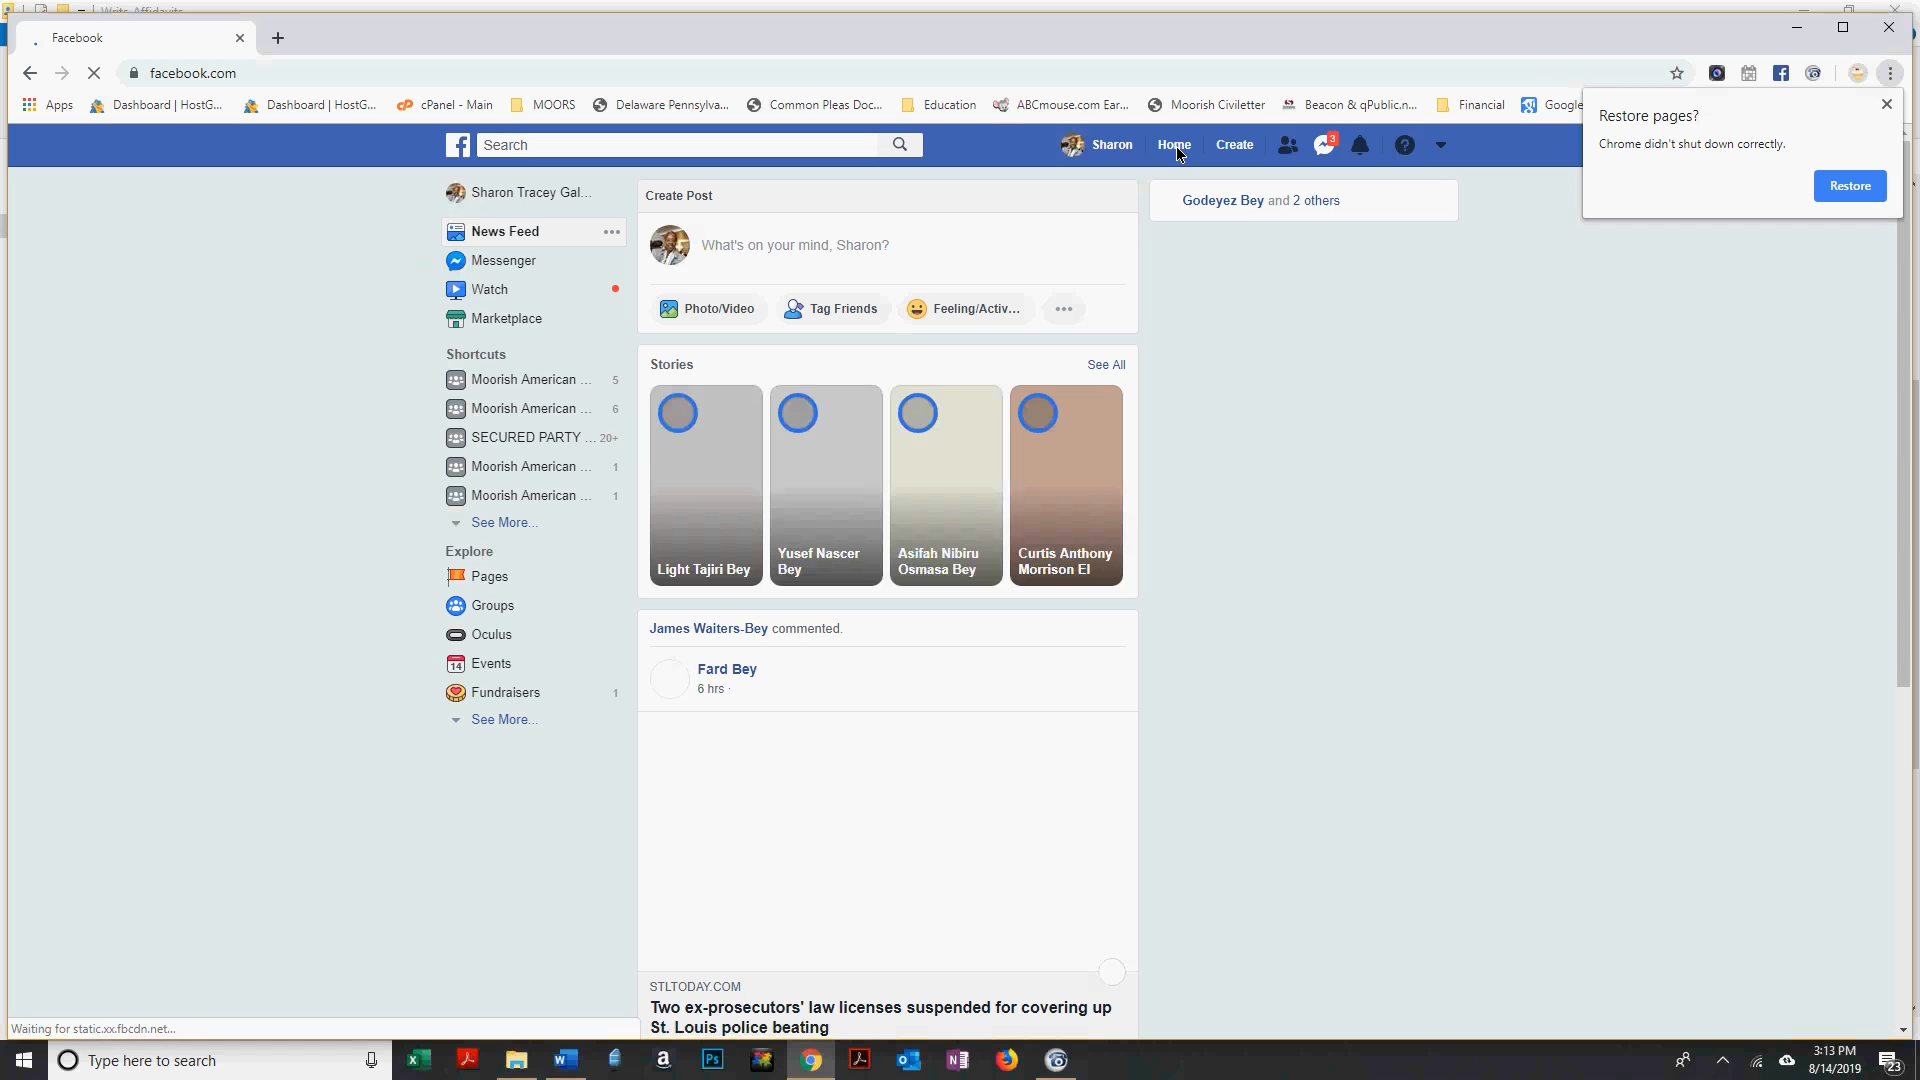 Write-Affidavits
Facebook
facebook.com
Apps
Dashboard | HostG...
Dashboard | HostG...
cPanel - Main
MOORS
Delaware Pennsylva...
Common Pleas Doc...
Education
ABCmouse.com Ear...
Moorish Civiletter
Beacon & qPublic.n...
Financial
Google
Restore pages?
Chrome didn't shut down correctly.
Restore
Search
Sharon
Home
Create
3
Sharon Tracey Gal...
News Feed
Messenger
Watch
Marketplace
Shortcuts
Moorish American ... 5
Moorish American ... 6
SECURED PARTY ... 20+
Moorish American ... 1
Moorish American ... 1
See More...
Explore
Pages
Groups
Oculus
14 Events
Fundraisers 1
See More...
Create Post
What's on your mind, Sharon?
Photo/Video
Tag Friends
Feeling/Activ...
Stories
See All
Light Tajiri Bey
Yusef Nascer
Bey
Asifah Nibiru
Osmasa Bey
Curtis Anthony
Morrison El
James Waiters-Bey commented.
Fard Bey
6 hrs ·
STLTODAY.COM
Two ex-prosecutors' law licenses suspended for covering up
St. Louis police beating
Godeyez Bey and 2 others
Waiting for static.xx.fbcdn.net...
Type here to search
Ps
3:13 PM
8/14/2019
23